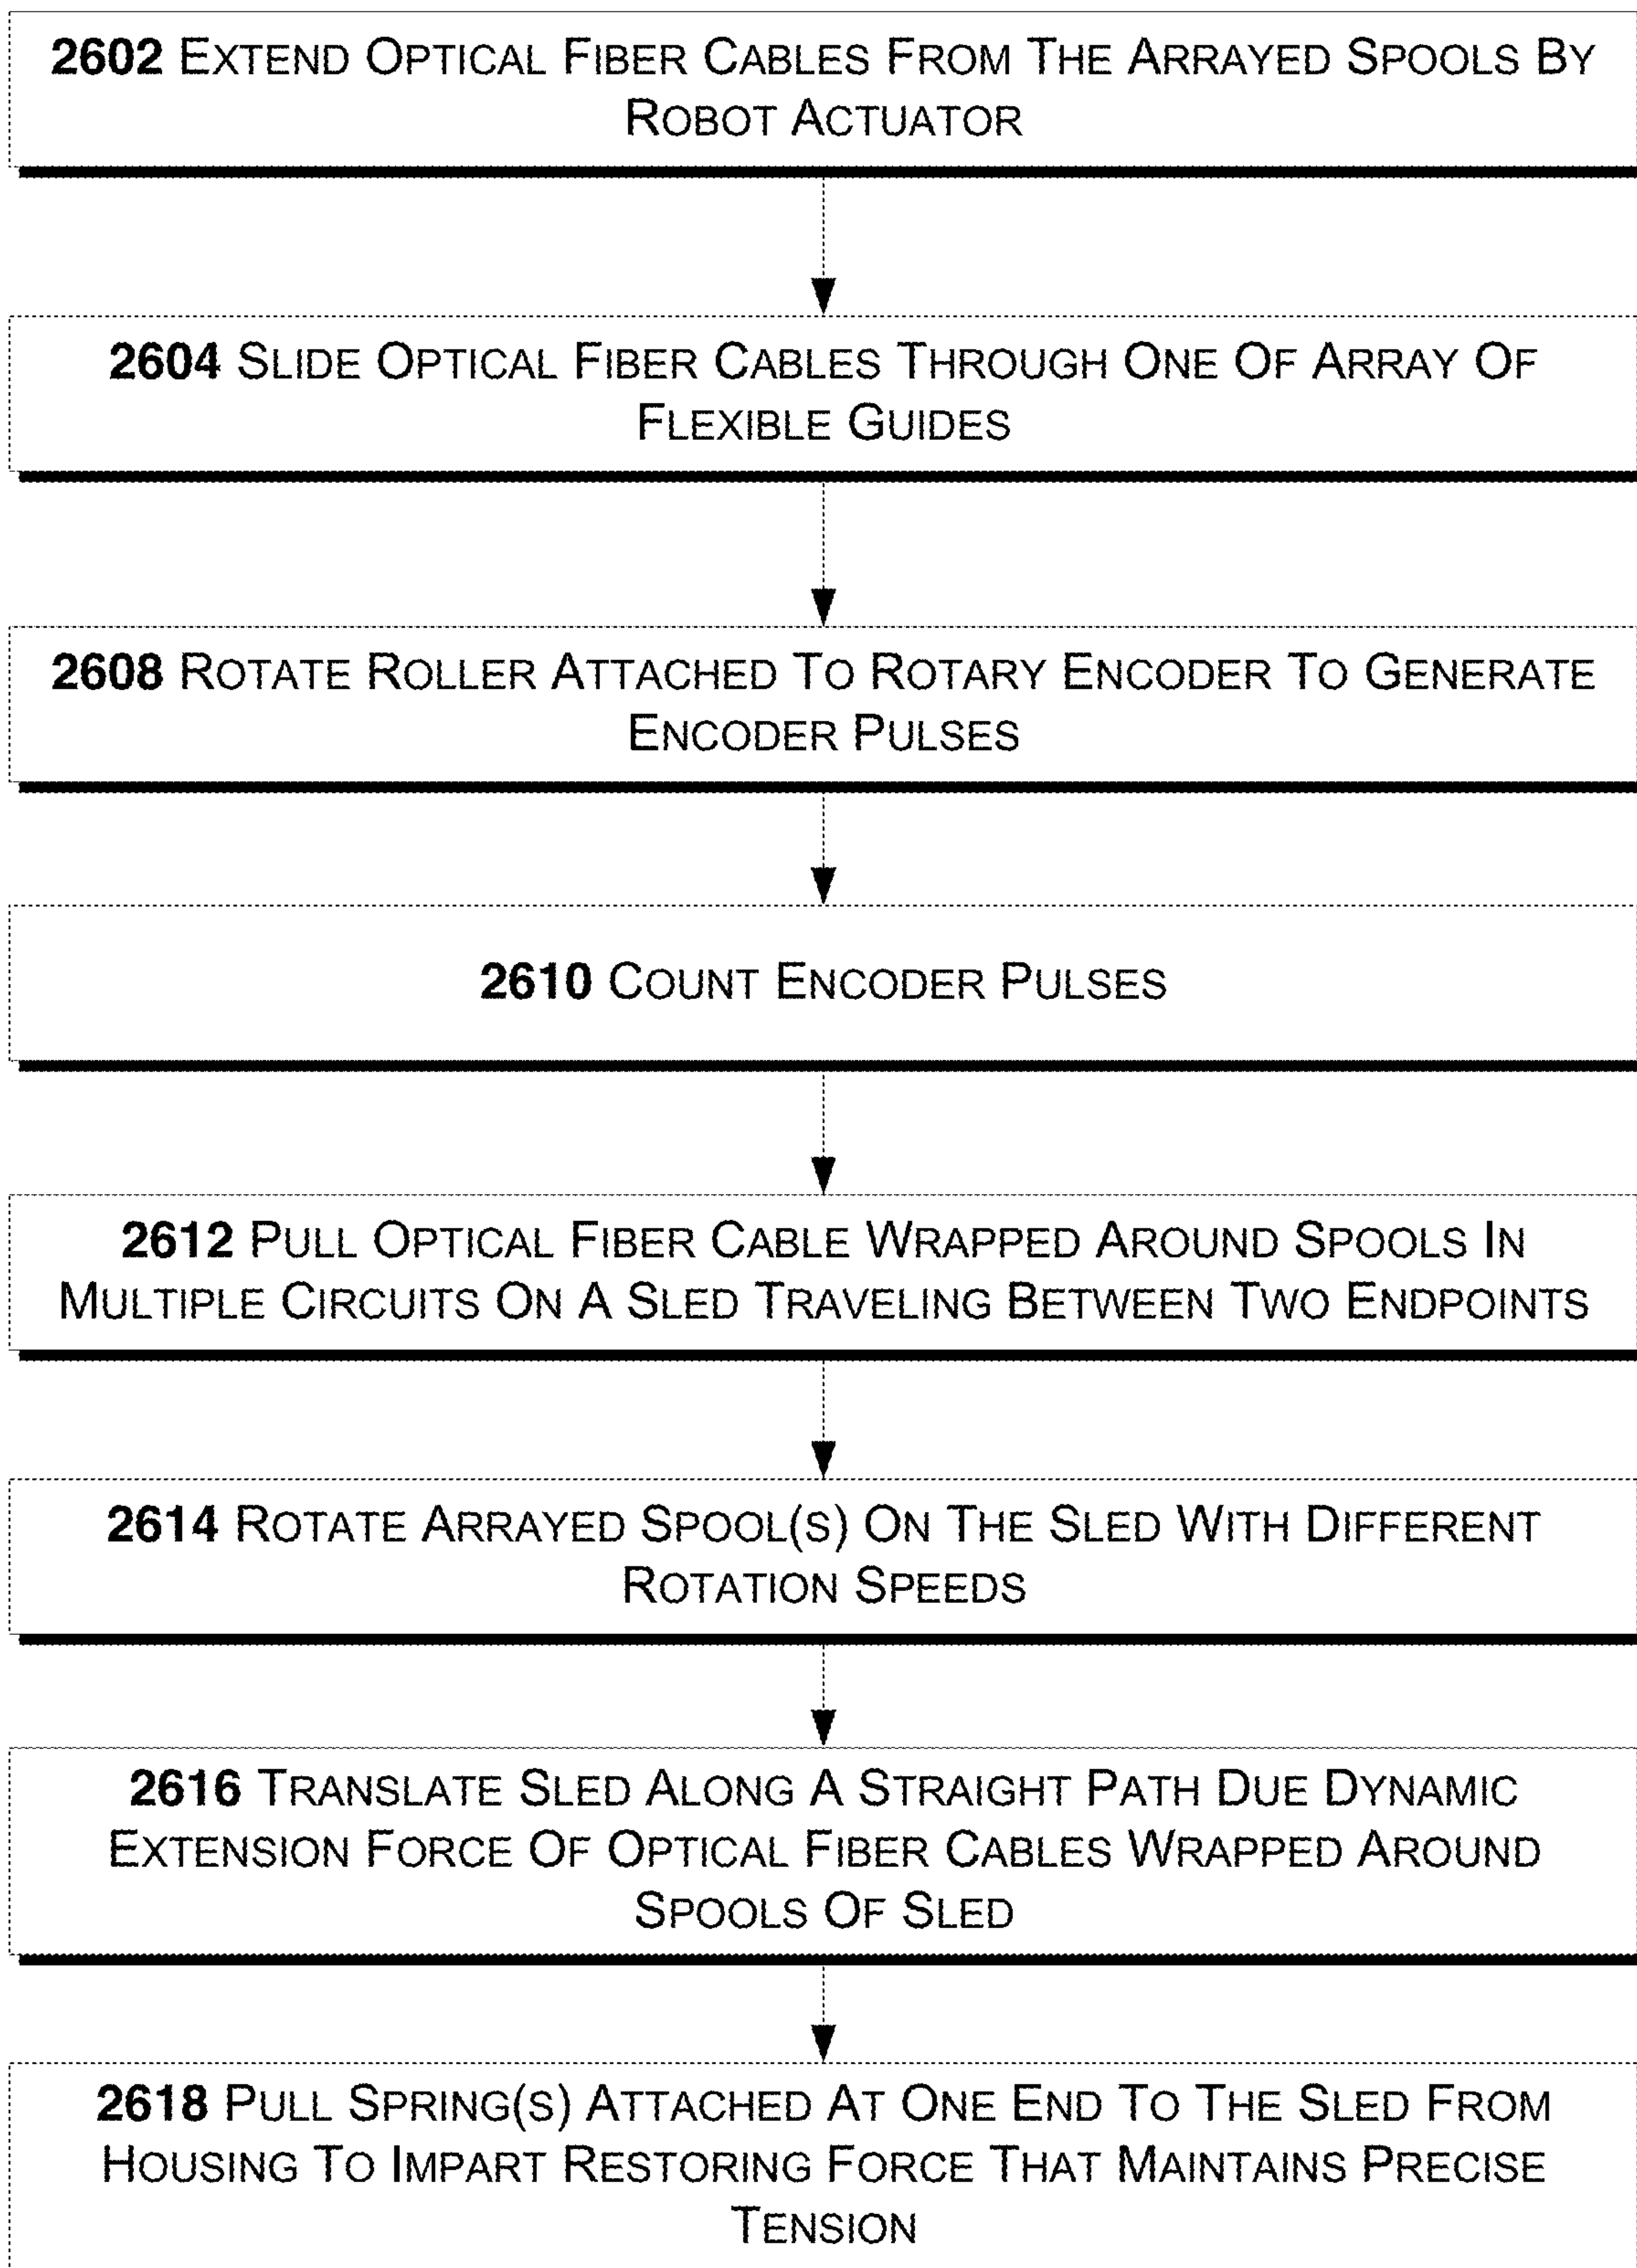 2602 EXTEND OPTICAL FIBER CABLES FROM THE ARRAYED SPOOLS BY
ROBOT ACTUATOR
2604 SLIDE OPTICAL FIBER CABLES THROUGH ONE OF ARRAY OF
FLEXIBLE GUIDES
2608 ROTATE ROLLER ATTACHED TO ROTARY ENCODER TO GENERATE
ENCODER PULSES
2610 COUNT ENCODER PULSES
2612 PULL OPTICAL FIBER CABLE WRAPPED AROUND SPOOLS IN
MULTIPLE CIRCUITS ON A SLED TRAVELING BETWEEN TWO ENDPOINTS
2614 ROTATE ARRAYED SPOOL(S) ON THE SLED WITH DIFFERENT
ROTATION SPEEDS
2616 TRANSLATE SLED ALONG A STRAIGHT PATH DUE DYNAMIC
EXTENSION FORCE OF OPTICAL FIBER CABLES WRAPPED AROUND
SPOOLS OF SLED
2618 PULL SPRING(S) ATTACHED AT ONE END TO THE SLED FROM
HOUSING TO IMPART RESTORING FORCE THAT MAINTAINS PRECISE
TENSION